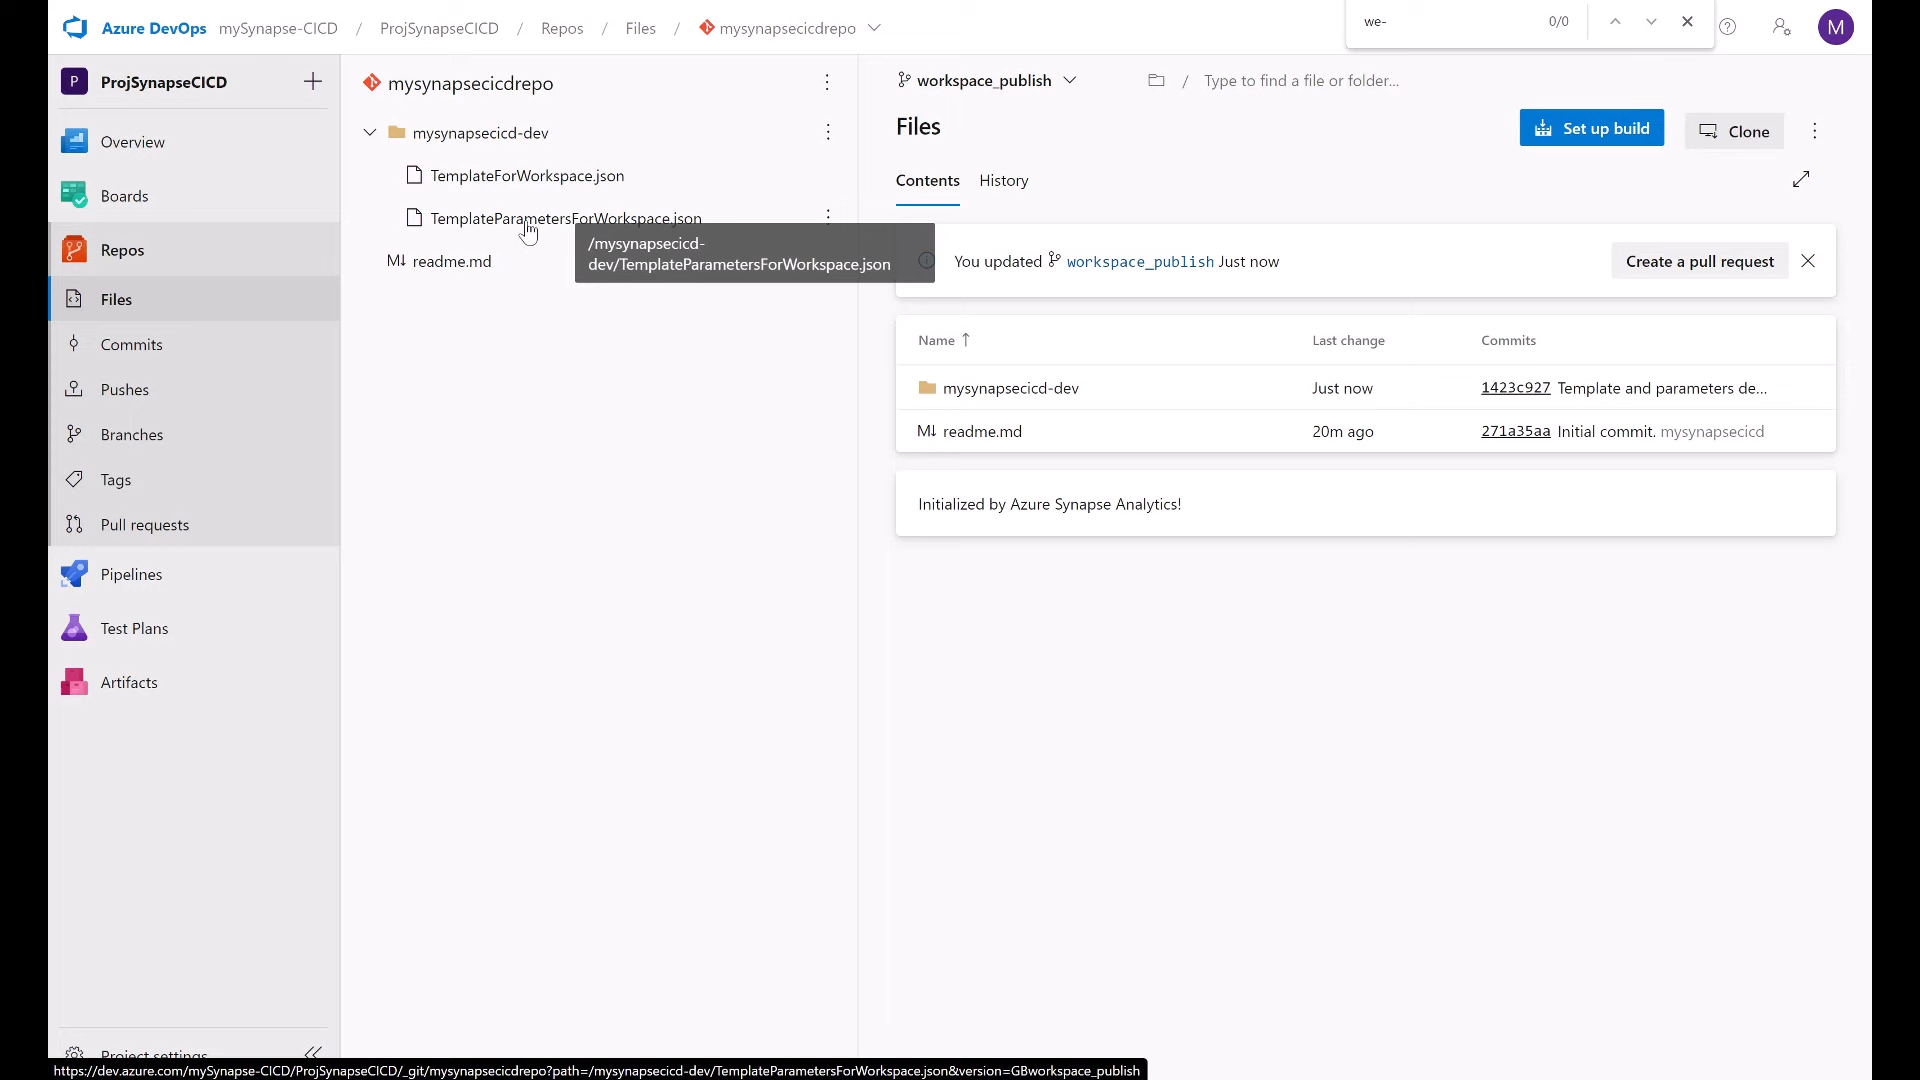 Azure DevOps mySynapse-CICD / ProjSynapseCICD / Repos / Files / mysynapsecicdrepo
we- 0/0
M
P ProjSynapseCICD
Overview
Boards
Repos
Files
Commits
Pushes
Branches
Tags
Pull requests
Pipelines
Test Plans
Artifacts
Project settings
mysynapsecicdrepo
mysynapsecicd-dev
TemplateForWorkspace.json
TemplateParametersForWorkspace.json
readme.md
/mysynapsecicd-
dev/TemplateParametersForWorkspace.json
workspace_publish / Type to find a file or folder...
Files
Set up build
Clone
Contents History
You updated workspace_publish Just now
Create a pull request
Name Last change Commits
mysynapsecicd-dev Just now 1423c927 Template and parameters de...
readme.md 20m ago 271a35aa Initial commit. mysynapsecicd
Initialized by Azure Synapse Analytics!
https://dev.azure.com/mySynapse-CICD/ProjSynapseCICD/_git/mysynapsecicdrepo?path=/mysynapsecicd-dev/TemplateParametersForWorkspace.json&version=GBworkspace_publish